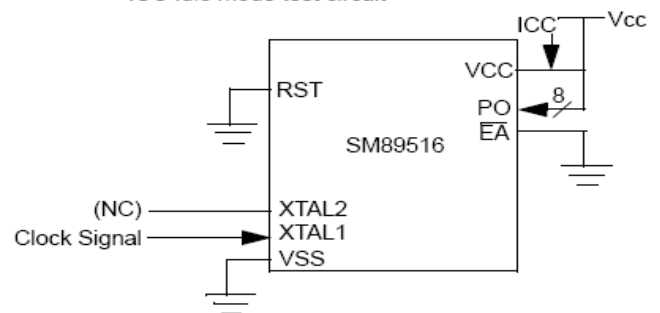 ICC
Vcc
VCC
RST
8
PO
EA
SM89516
(NC)
XTAL2
Clock Signal
XTAL1
VSS